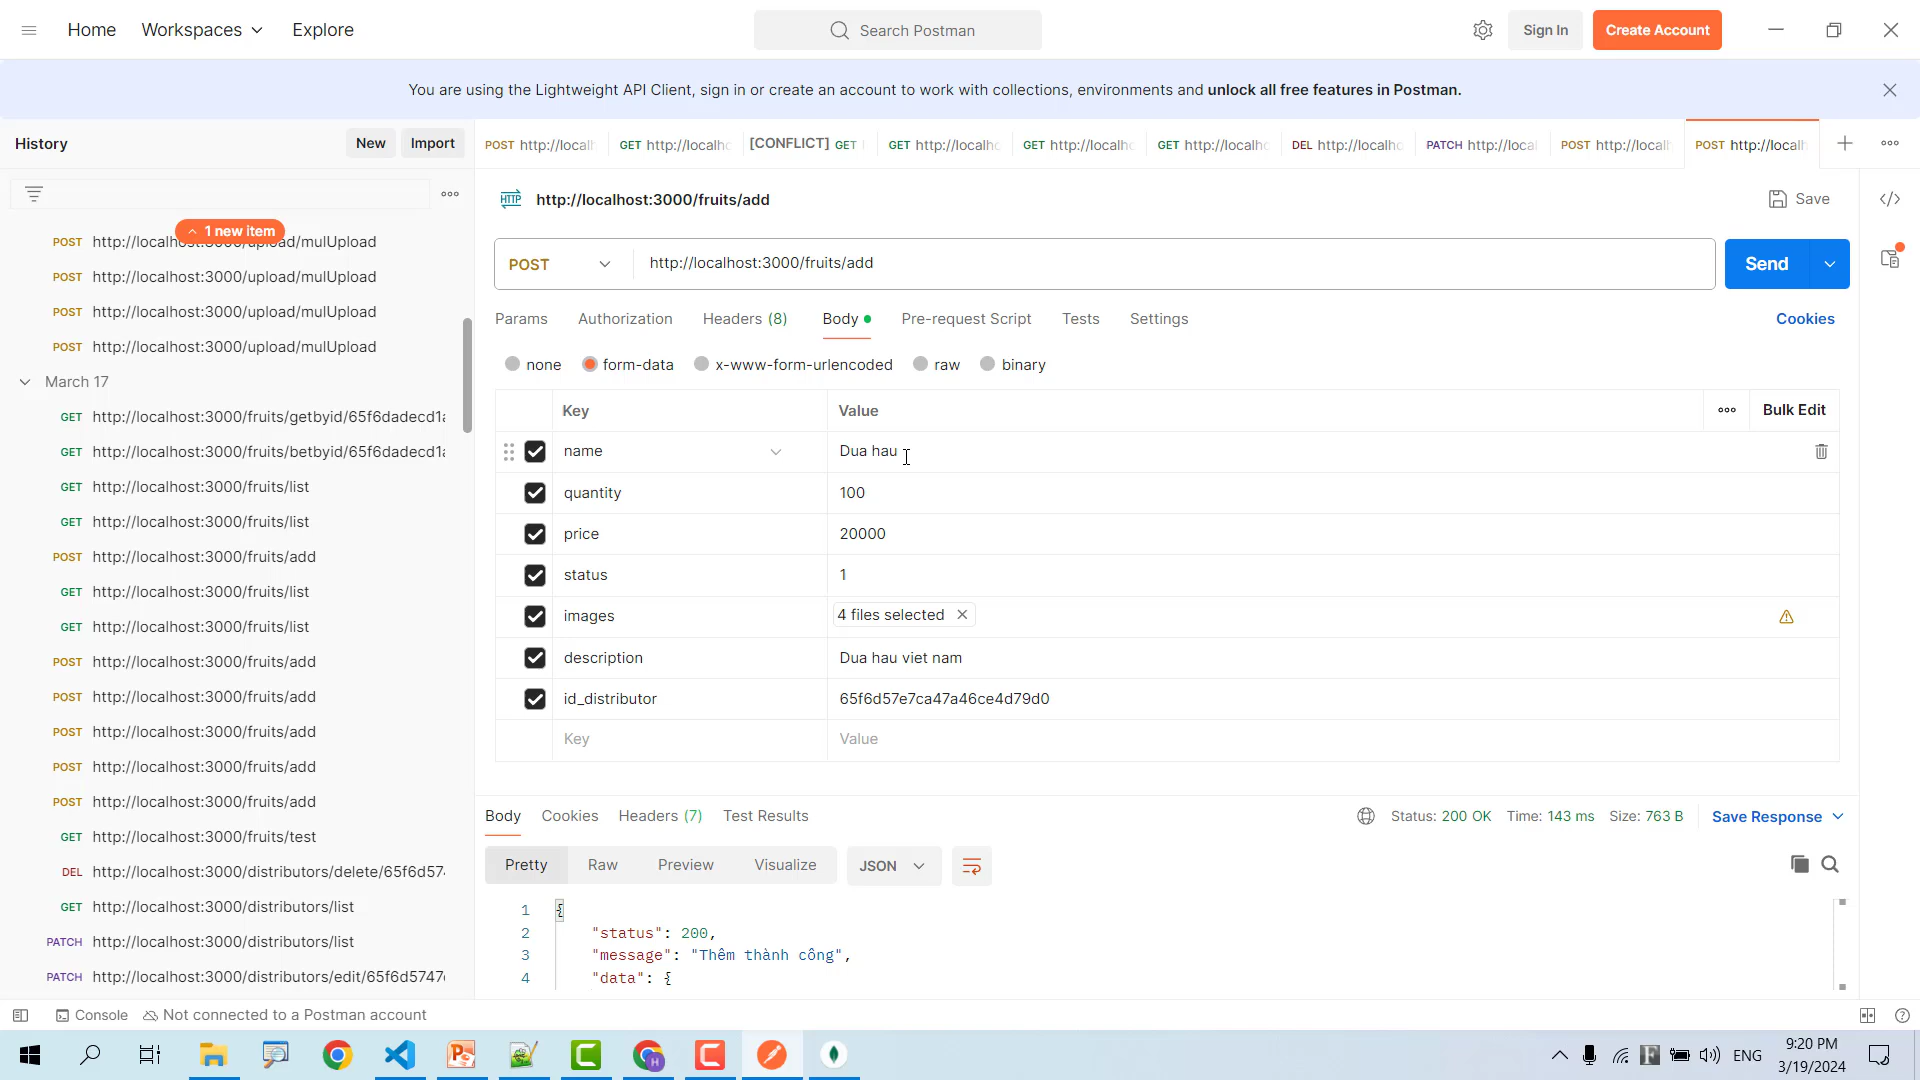 Home
Workspaces
Explore
Search Postman
Sign In
Create Account
You are using the Lightweight API Client, sign in or create an account to work with collections, environments and unlock all free features in Postman.
History
New
Import
POST http://local
GET http://localho
[CONFLICT] GET
GET http://localho
GET http://localho
GET http://localho
DEL http://localho
PATCH http://local
POST http://localh
POST http://localh
1 new item
POST http://localhost:3000/upload/mulUpload
POST http://localhost:3000/upload/mulUpload
POST http://localhost:3000/upload/mulUpload
POST http://localhost:3000/upload/mulUpload
March 17
GET http://localhost:3000/fruits/getbyid/65f6dadecd1a
GET http://localhost:3000/fruits/betbyid/65f6dadecd1a
GET http://localhost:3000/fruits/list
GET http://localhost:3000/fruits/list
POST http://localhost:3000/fruits/add
GET http://localhost:3000/fruits/list
GET http://localhost:3000/fruits/list
POST http://localhost:3000/fruits/add
POST http://localhost:3000/fruits/add
POST http://localhost:3000/fruits/add
POST http://localhost:3000/fruits/add
POST http://localhost:3000/fruits/add
GET http://localhost:3000/fruits/test
DEL http://localhost:3000/distributors/delete/65f6d57
GET http://localhost:3000/distributors/list
PATCH http://localhost:3000/distributors/list
PATCH http://localhost:3000/distributors/edit/65f6d5747
HTTP http://localhost:3000/fruits/add
Save
POST
http://localhost:3000/fruits/add
Send
Params
Authorization
Headers (8)
Body
Pre-request Script
Tests
Settings
Cookies
none
form-data
x-www-form-urlencoded
raw
binary
Key Value Bulk Edit
name Dua hau
quantity 100
price 20000
status 1
images 4 files selected
description Dua hau viet nam
id_distributor 65f6d57e7ca47a46ce4d79d0
Key Value
Body
Cookies
Headers (7)
Test Results
Status: 200 OK Time: 143 ms Size: 763 B
Save Response
Pretty
Raw
Preview
Visualize
JSON
1 {
2 "status": 200,
3 "message": "Thêm thành công",
4 "data": {
Console
Not connected to a Postman account
ENG
9:20 PM
3/19/2024